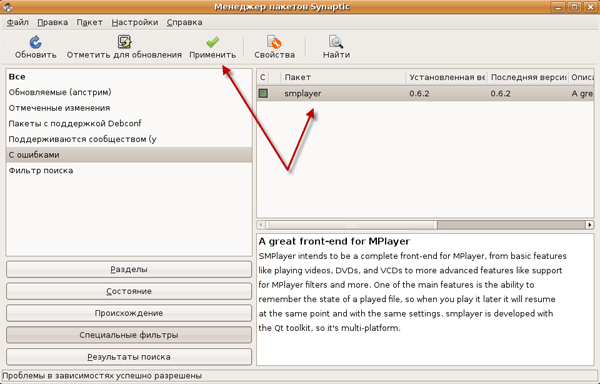 Менеджер пакетов Synaptic
Файл Правка Пакет Настройки Справка
Обновить Отметить для обновления Применить Свойства Найти
Все
Обновляемые (апстрим)
Отмеченные изменения
Пакеты с поддержкой Debconf
Поддерживаются сообществом (у
С ошибками
Фильтр поиска
Разделы
Состояние
Происхождение
Специальные фильтры
Результаты поиска
С Пакет Установленная ве Последняя верси Описа
smplayer 0.6.2 0.6.2 A gre
A great front-end for MPlayer
SMPlayer intends to be a complete front-end for MPlayer, from basic features
like playing videos, DVDs, and VCDs to more advanced features like support
for MPlayer filters and more. One of the main features is the ability to
remember the state of a played file, so when you play it later it will resume
at the same point and with the same settings. smplayer is developed with
the Qt toolkit, so it's multi-platform.
Проблемы в зависимостях успешно разрешены